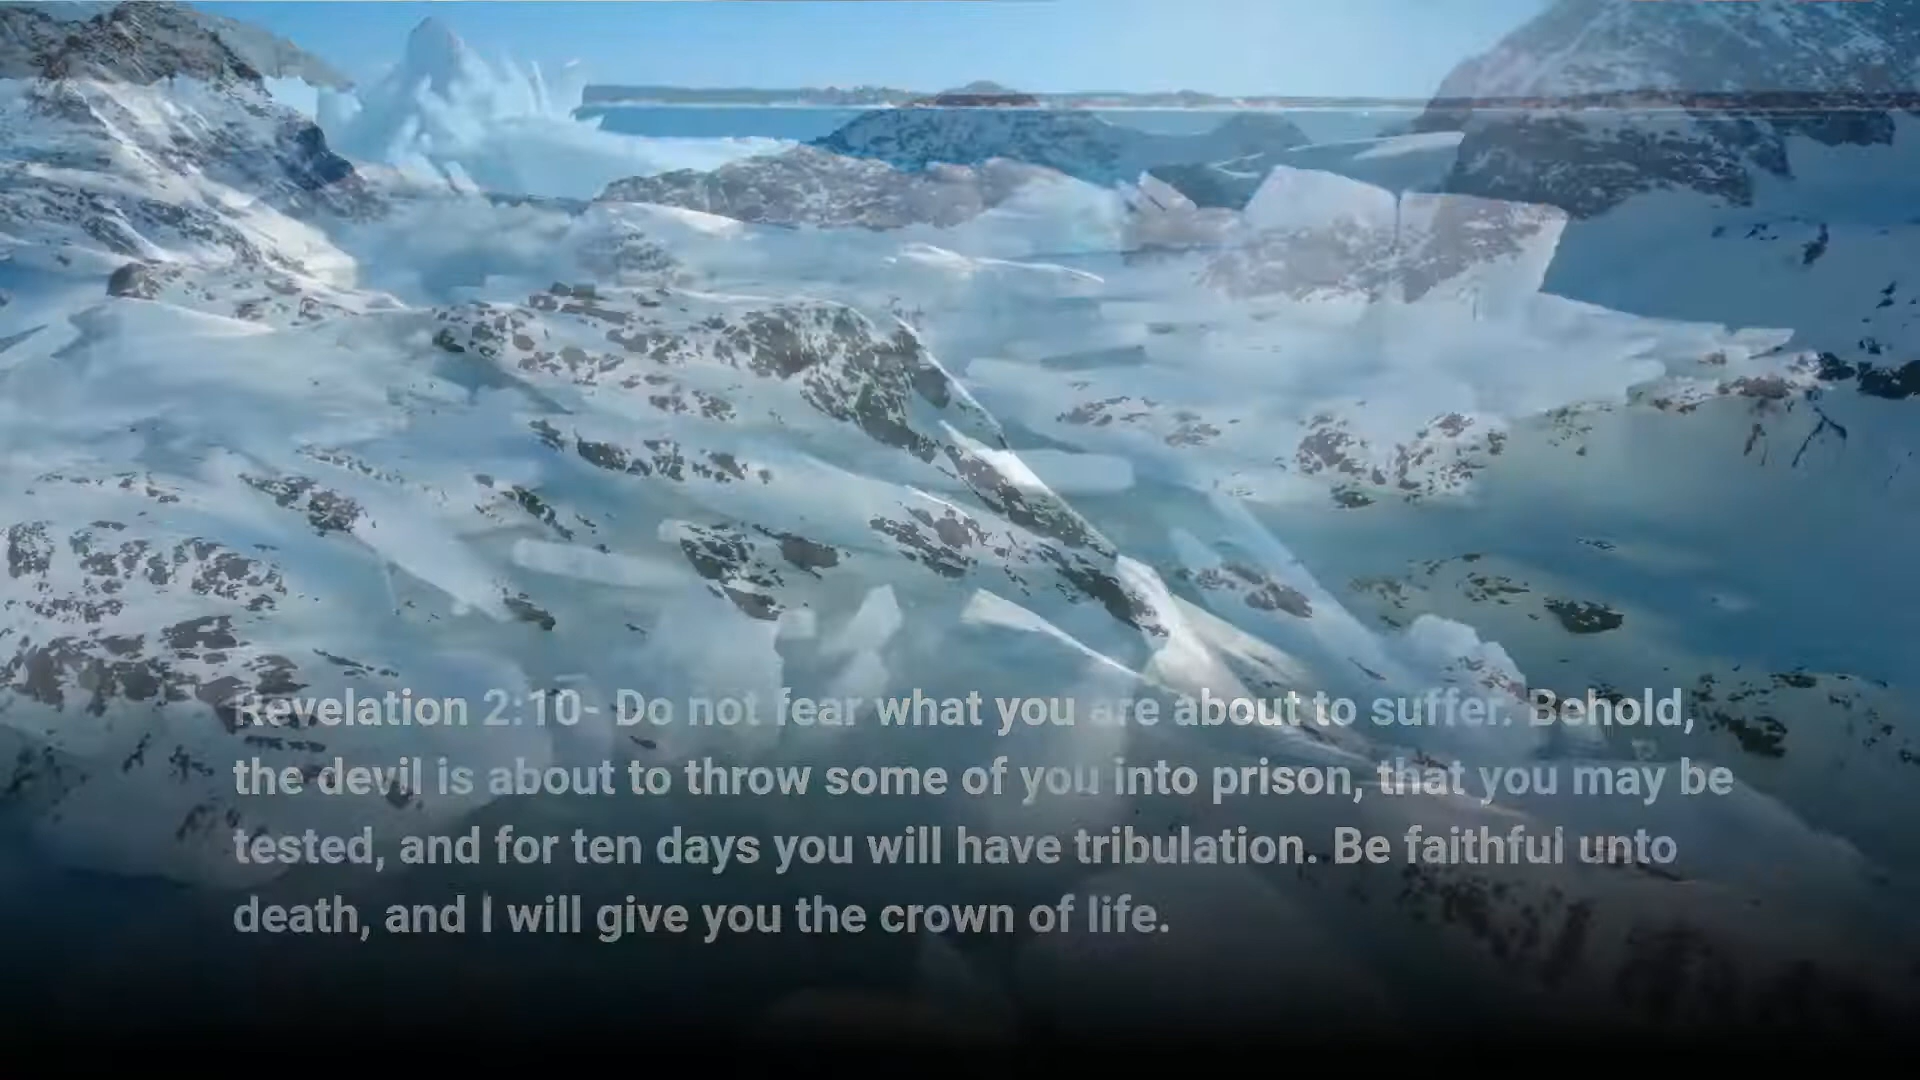 Revelation 2:10- Do not fear what you are about to suffer. Behold,
the devil is about to throw some of you into prison, that you may be
tested, and for ten days you will have tribulation. Be faithful unto
death, and I will give you the crown of life.